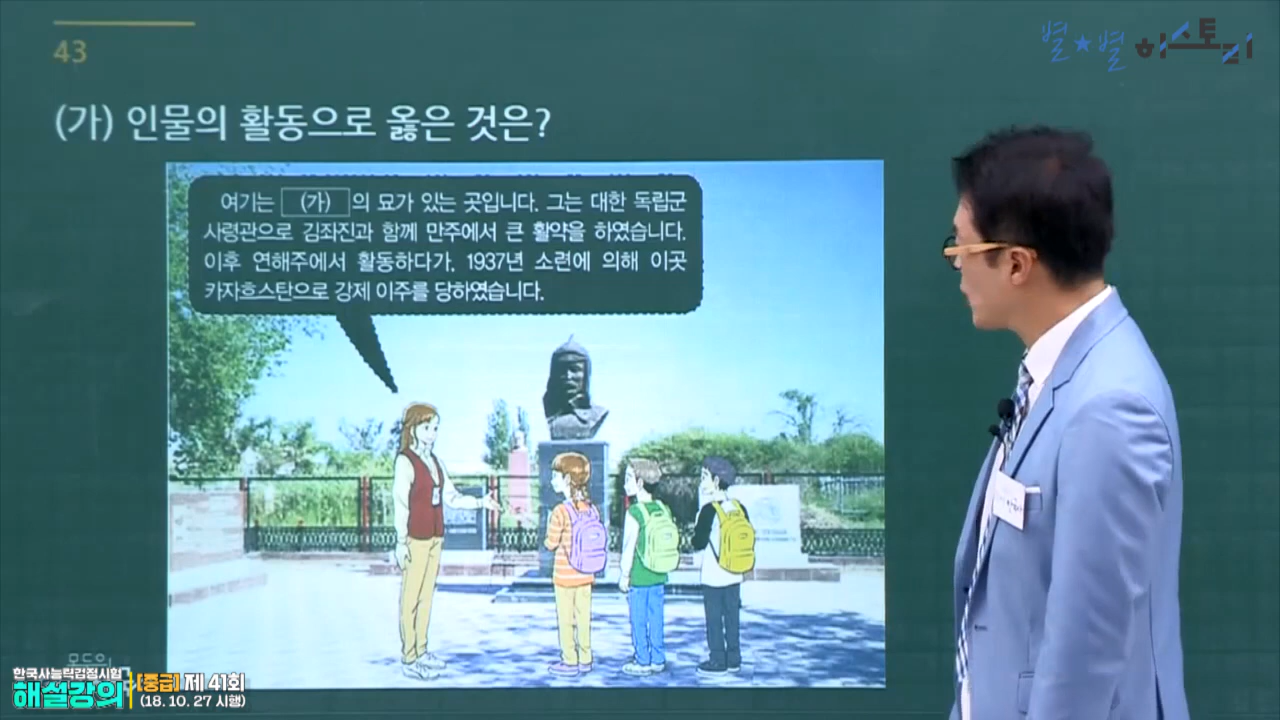 43
별★별 히스토리
(가) 인물의 활동으로 옳은 것은?
여기는 (가) 의 묘가 있는 곳입니다. 그는 대한 독립군
사령관으로 김좌진과 함께 만주에서 큰 활약을 하였습니다.
이후 연해주에서 활동하다가, 1937년 소련에 의해 이곳
카자흐스탄으로 강제 이주를 당하였습니다.
모두의
한국사능력검정시험
해설강의
[중급] 제 41회
(18. 10. 27 시행)